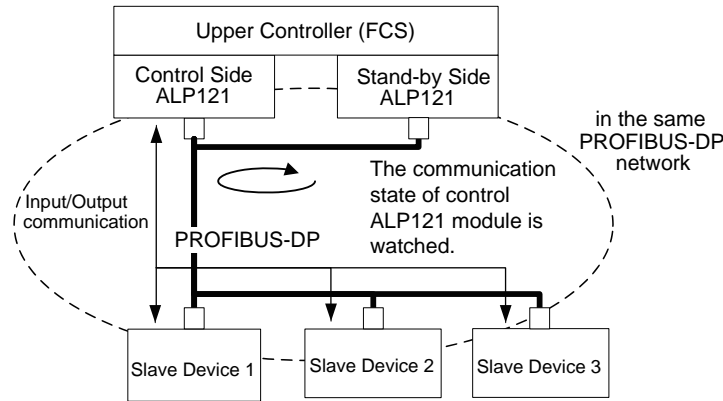 Upper Controller (FCS)
Control Side
ALP121
Stand-by Side
ALP121
in the same
PROFIBUS-DP
network
The communication
state of control
ALP121 module is
watched.
Input/Output
communication
PROFIBUS-DP
Slave Device 1
Slave Device 2
Slave Device 3